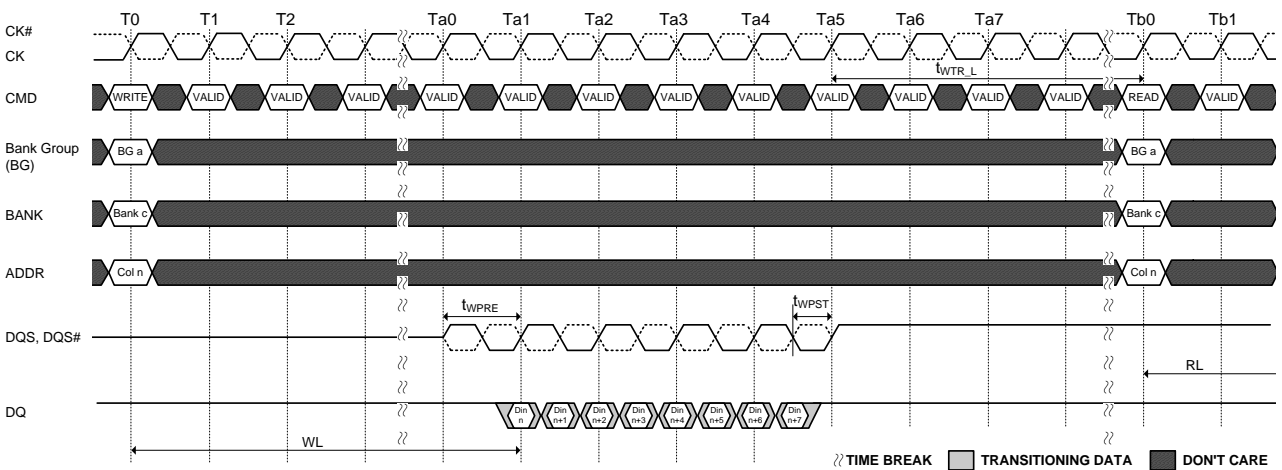 T0 T1 T2 Ta0 Ta1 Ta2 Ta3 Ta4 Ta5 Ta6 Ta7 Tb0 Tb1
CK#
CK
tWTR_L
CMD WRITE VALID VALID VALID VALID VALID VALID VALID VALID VALID VALID VALID VALID READ VALID
Bank Group
(BG)
BG a BG a
BANK Bank c Bank c
ADDR Col n Col n
tWPRE tWPST
DQS, DQS#
RL
DQ Din n Din n+1 Din n+2 Din n+3 Din n+4 Din n+5 Din n+6 Din n+7
WL
TIME BREAK TRANSITIONING DATA DON'T CARE